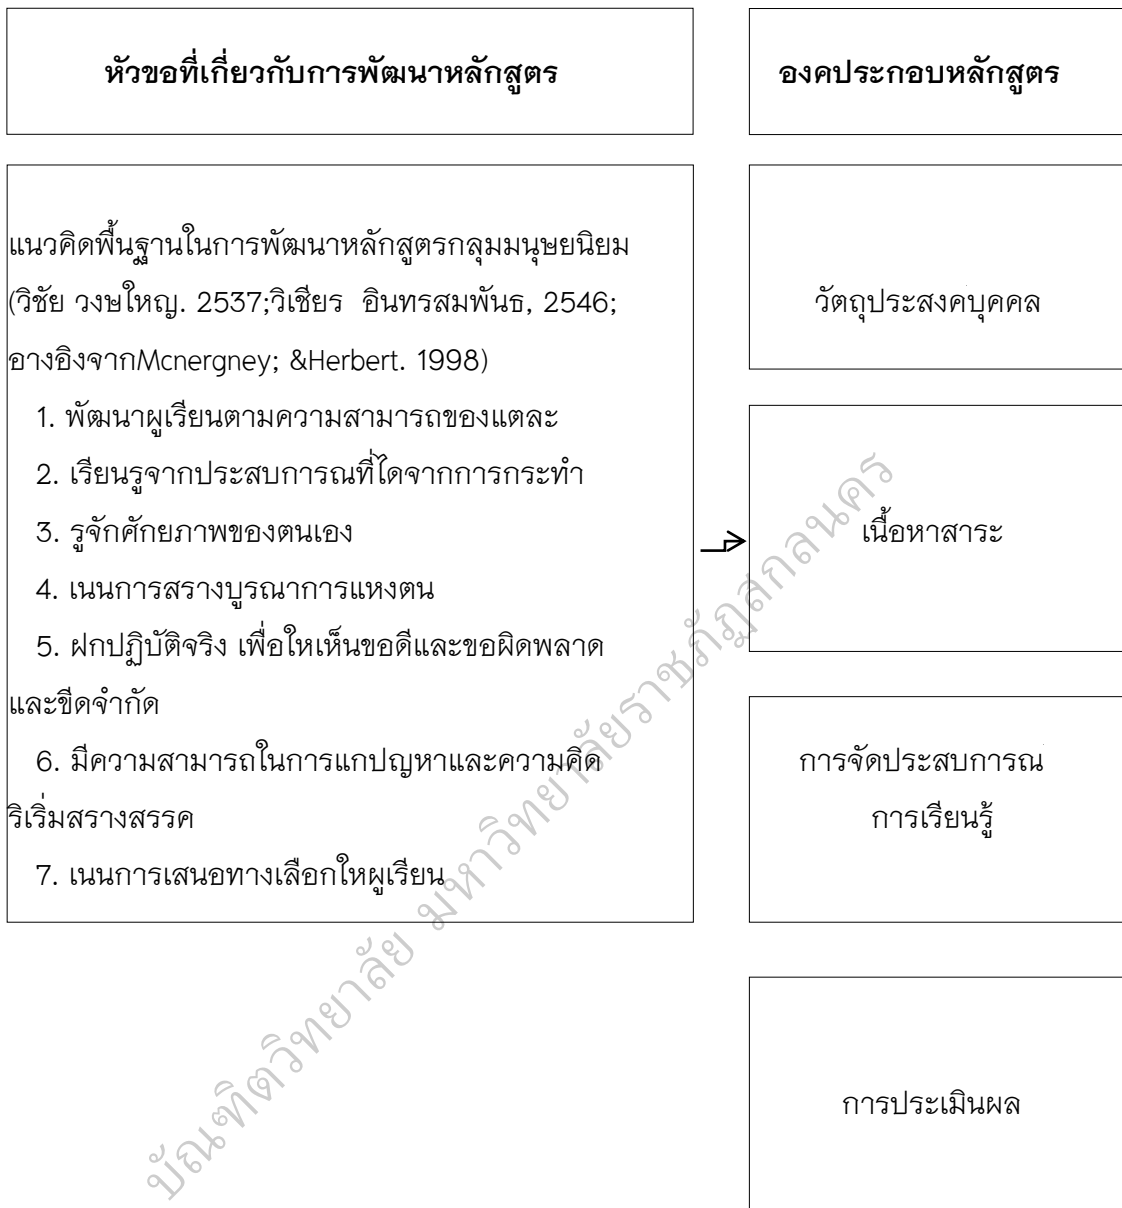 หัวขอที่เกี่ยวกับการพัฒนาหลักสูตร
องคประกอบหลักสูตร
แนวคิดพื้นฐานในการพัฒนาหลักสูตรกลุมมนุษยนิยม
(วิชัย วงษใหญ. 2537;วิเชียร อินทรสมพันธ, 2546;
อางอิงจากMcnergney; &Herbert. 1998)
1. พัฒนาผูเรียนตามความสามารถของแตละ
2. เรียนรูจากประสบการณที่ไดจากการกระทำ
3. รูจักศักยภาพของตนเอง
4. เนนการสรางบูรณาการแหงตน
5. ฝกปฏิบัติจริง เพื่อใหเห็นขอดีและขอผิดพลาด
และขีดจำกัด
6. มีความสามารถในการแกปญหาและความคิด
ริเริ่มสรางสรรค
7. เนนการเสนอทางเลือกใหผูเรียน
วัตถุประสงคบุคคล
เนื้อหาสาระ
การจัดประสบการณ
การเรียนรู้
การประเมินผล
บัณฑิตวิทยาลัย มหาวิทยาลัยราชภัฏสกลนคร